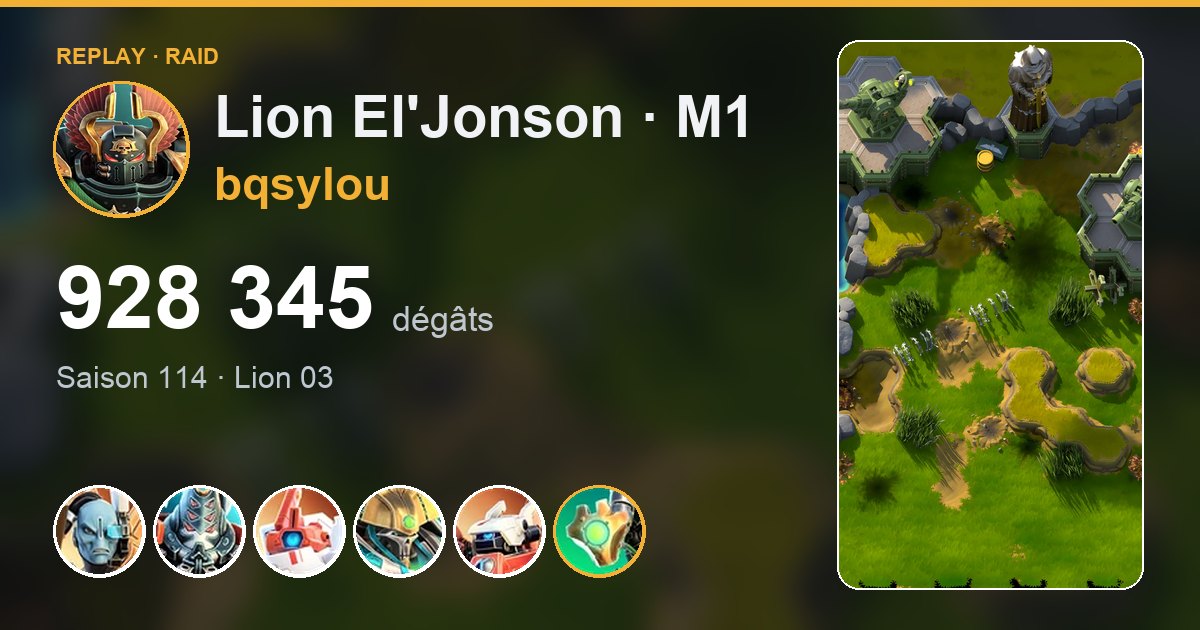 REPLAY · RAID
Lion El'Jonson · M1
bqsylou
928 345 dégâts
Saison 114 · Lion 03